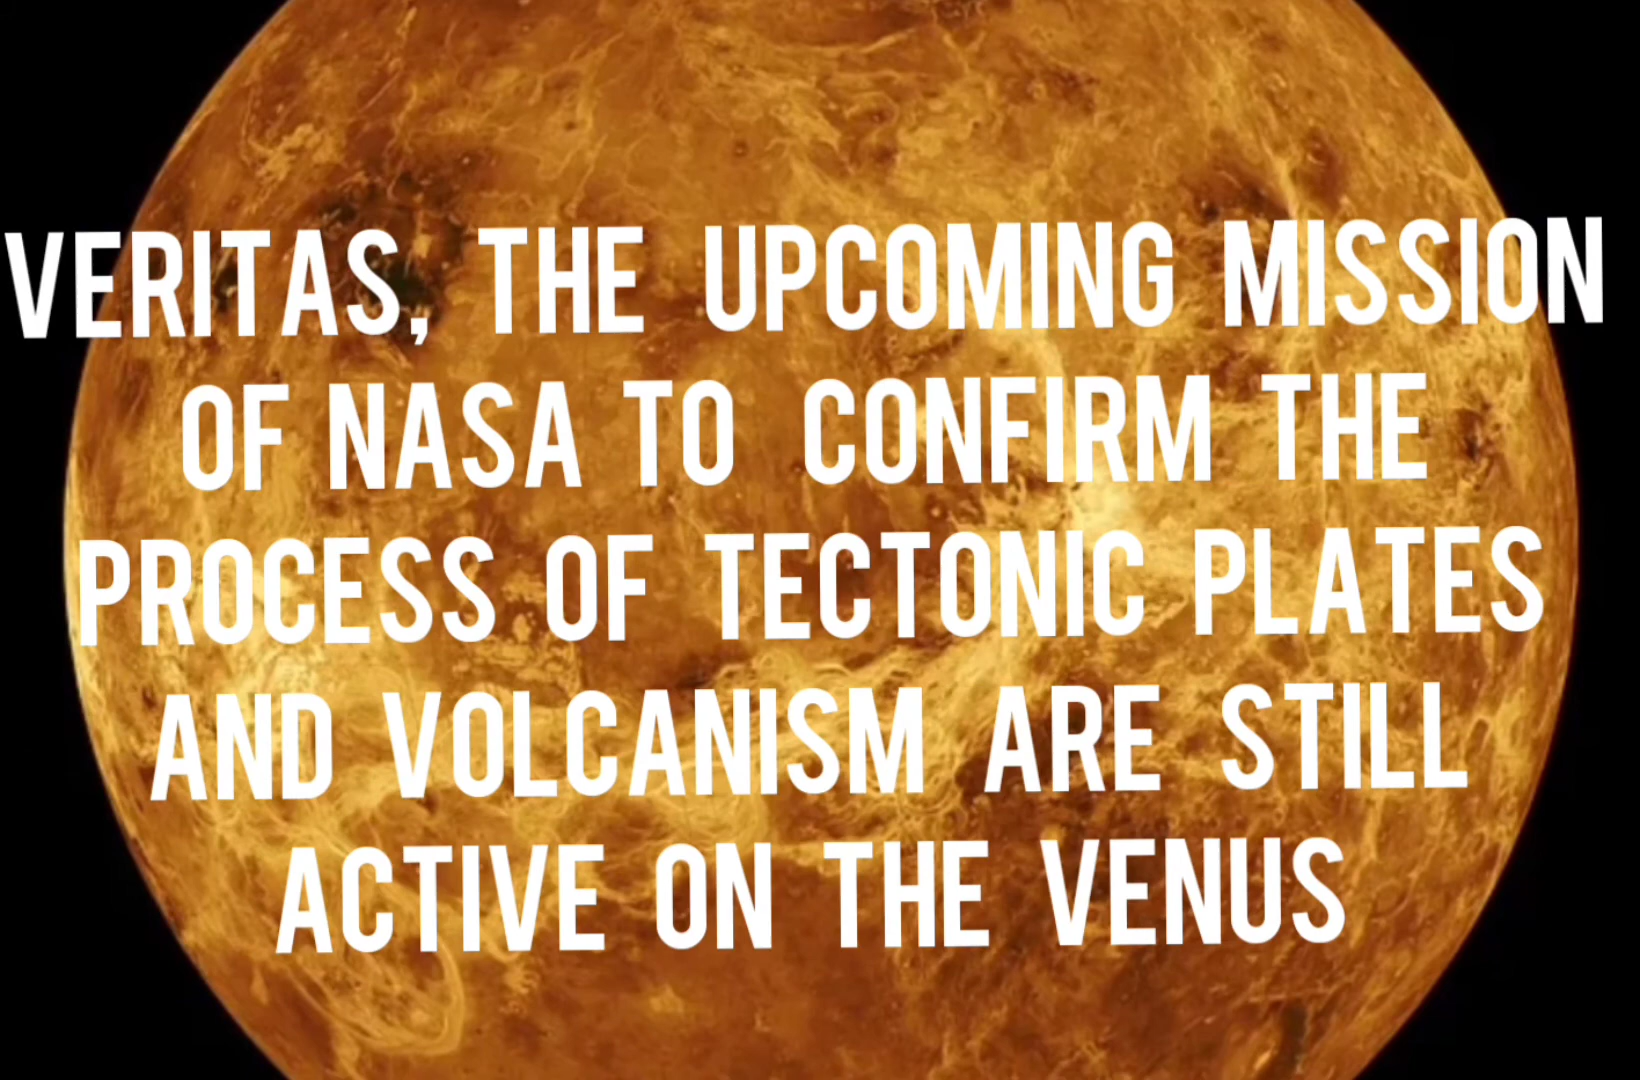 VERITAS, THE UPCOMING MISSION
OF NASA TO CONFIRM THE
PROCESS OF TECTONIC PLATES
AND VOLCANISM ARE STILL
ACTIVE ON THE VENUS